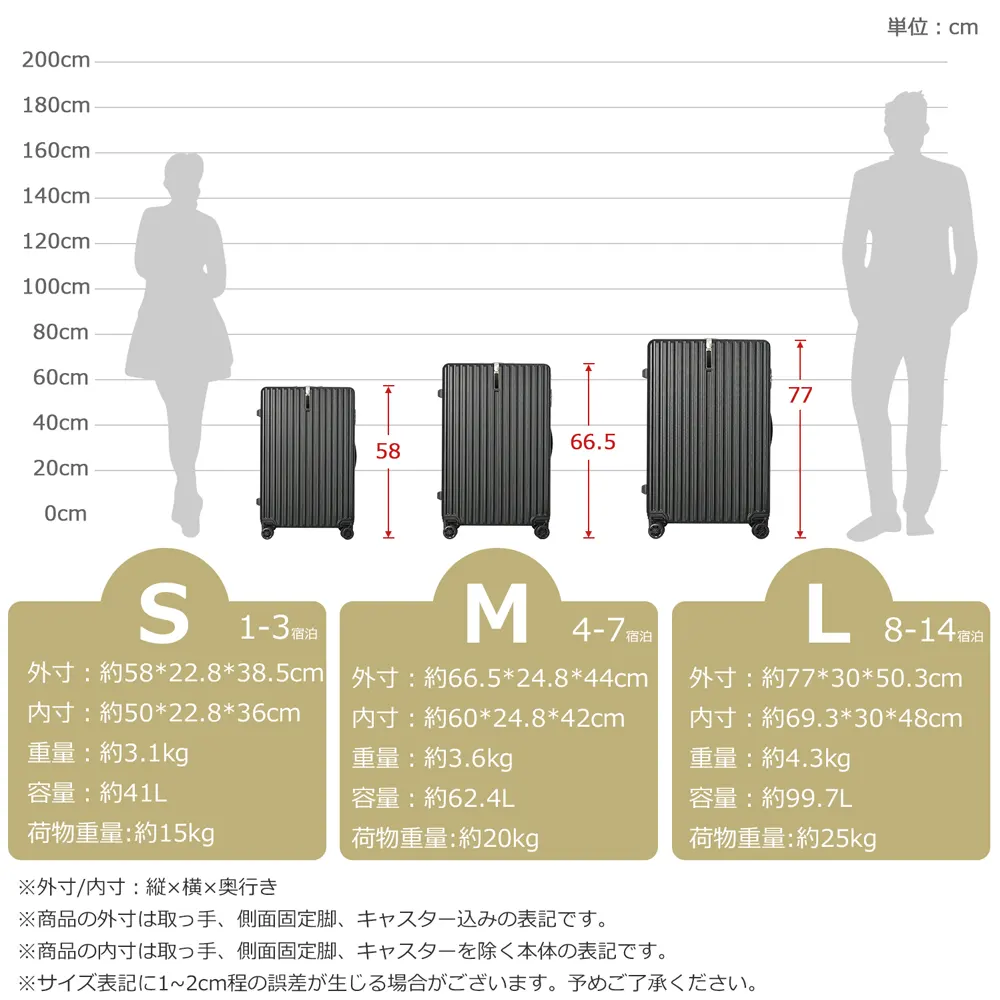 単位：cm
200cm
180cm
160cm
140cm
120cm
100cm
80cm
60cm
40cm
20cm
0cm
58
66.5
77
S
1-3宿泊
外寸：約58*22.8*38.5cm
内寸：約50*22.8*36cm
重量：約3.1kg
容量：約41L
荷物重量:約15kg
M
4-7宿泊
外寸：約66.5*24.8*44cm
内寸：約60*24.8*42cm
重量：約3.6kg
容量：約62.4L
荷物重量:約20kg
L
8-14宿泊
外寸：約77*30*50.3cm
内寸：約69.3*30*48cm
重量：約4.3kg
容量：約99.7L
荷物重量:約25kg
※外寸/内寸：縦×横×奥行き
※商品の外寸は取っ手、側面固定脚、キャスター込みの表記です。
※商品の内寸は取っ手、側面固定脚、キャスターを除く本体の表記です。
※サイズ表記に1~2cm程の誤差が生じる場合がございます。予めご了承ください。